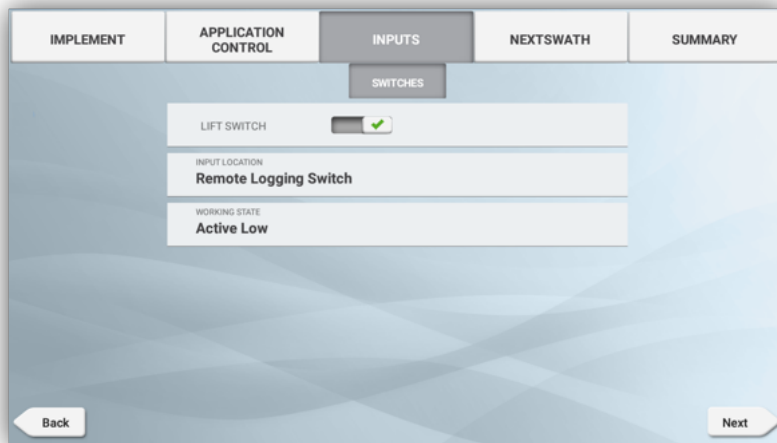 IMPLEMENT
APPLICATION
CONTROL
INPUTS
NEXTSWATH
SUMMARY
SWITCHES
LIFT SWITCH
INPUT LOCATION
Remote Logging Switch
WORKING STATE
Active Low
Back
Next